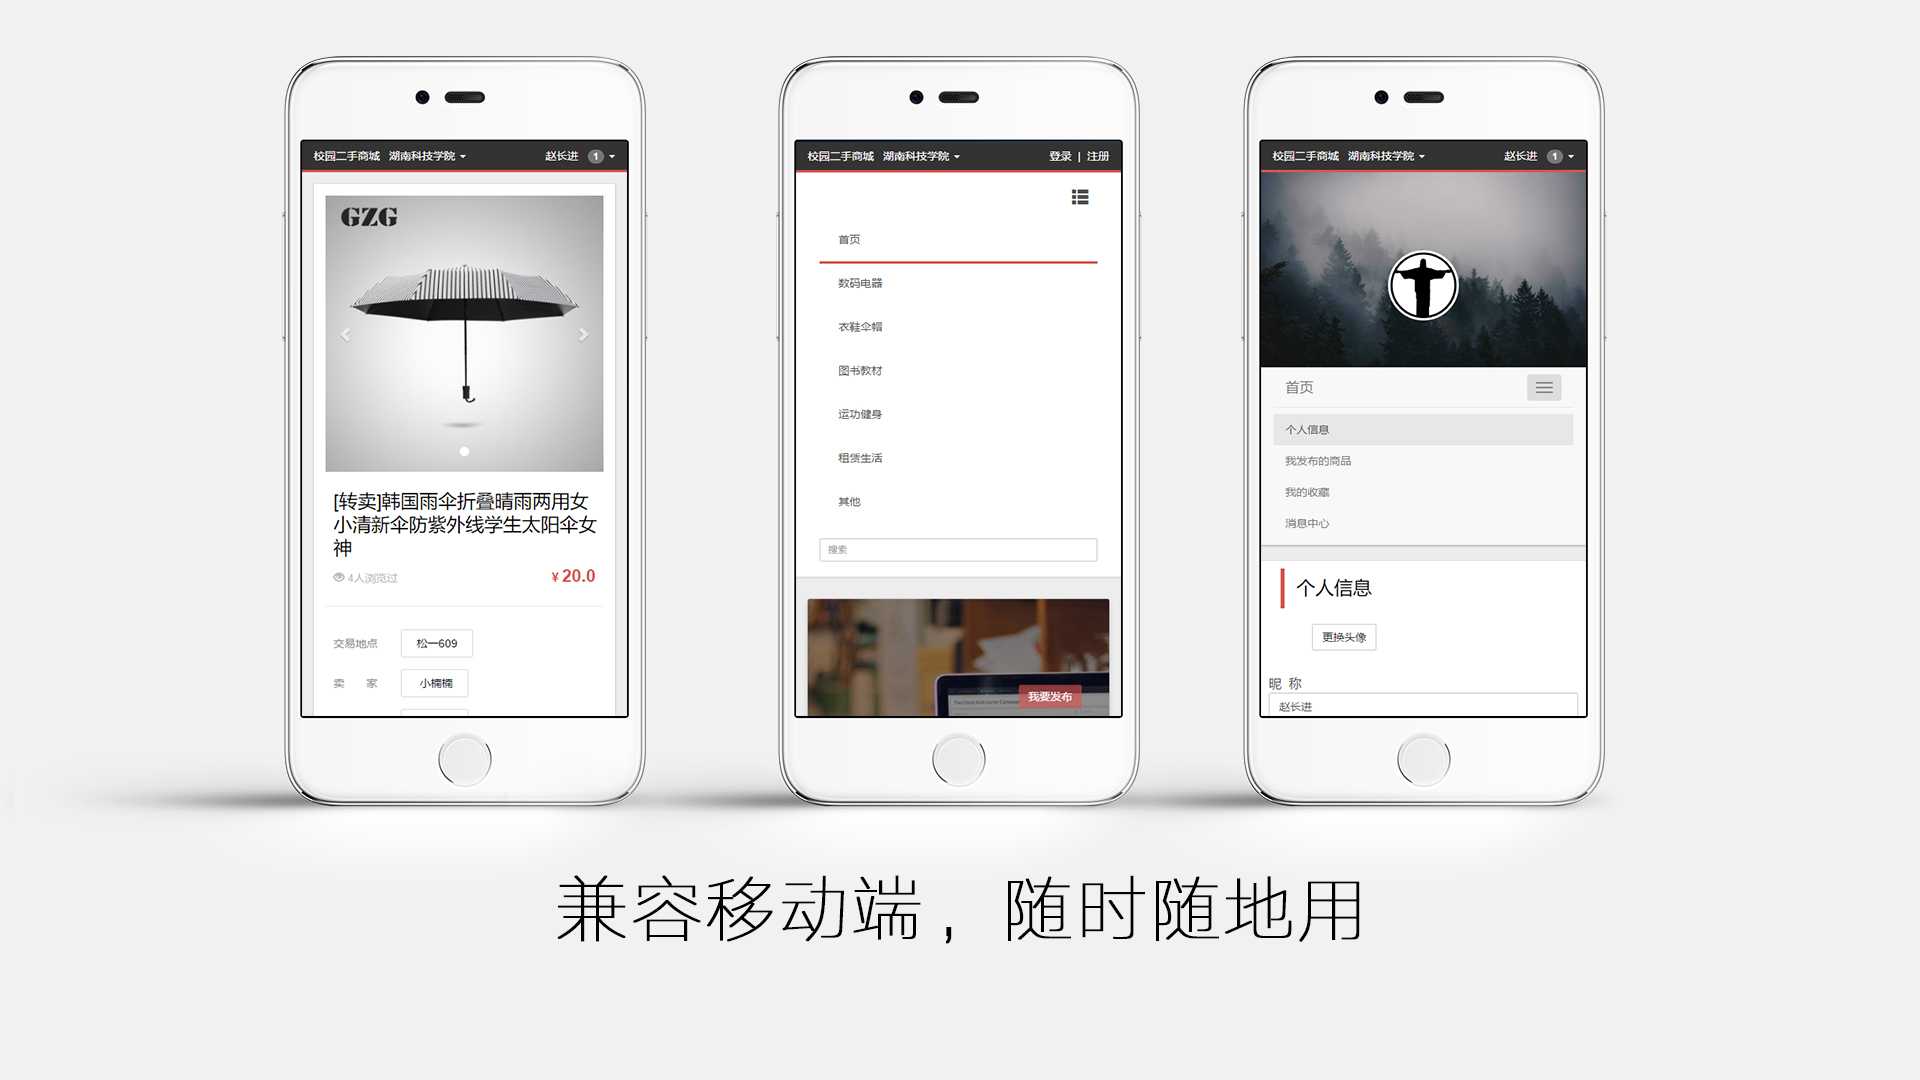 校园二手商城 湖南科技学院 赵长进 1
GZG
[转卖]韩国雨伞折叠晴雨两用女
小清新伞防紫外线学生太阳伞女
神
4人浏览过 ¥ 20.0
交易地点 松一609
卖 家 小楠楠
校园二手商城 湖南科技学院 登录 | 注册
首页
数码电器
衣鞋伞帽
图书教材
运功健身
租赁生活
其他
搜索
我要发布
校园二手商城 湖南科技学院 赵长进 1
首页
个人信息
我发布的商品
我的收藏
消息中心
个人信息
更换头像
昵 称
赵长进
兼容移动端，随时随地用